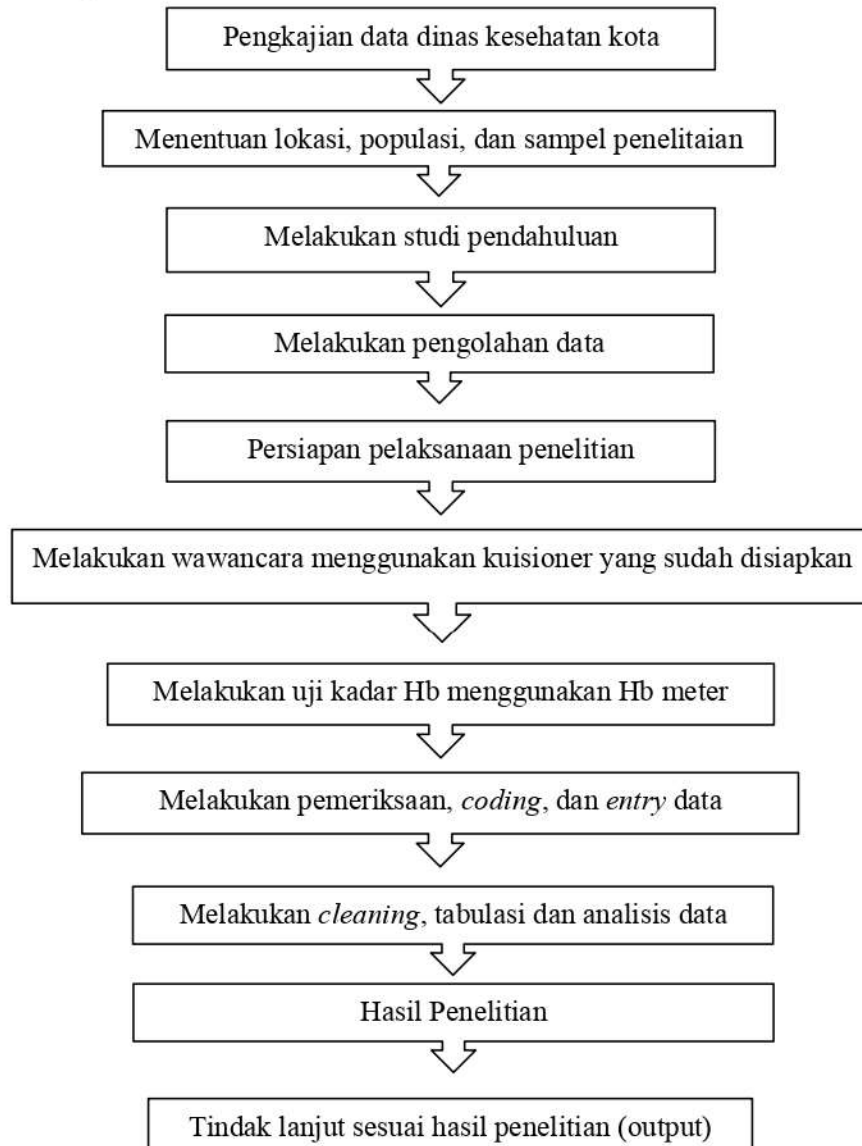 Pengkajian data dinas kesehatan kota
Menentuan lokasi, populasi, dan sampel penelitaian
Melakukan studi pendahuluan
Melakukan pengolahan data
Persiapan pelaksanaan penelitian
Melakukan wawancara menggunakan kuisioner yang sudah disiapkan
Melakukan uji kadar Hb menggunakan Hb meter
Melakukan pemeriksaan, coding, dan entry data
Melakukan cleaning, tabulasi dan analisis data
Hasil Penelitian
Tindak lanjut sesuai hasil penelitian (output)